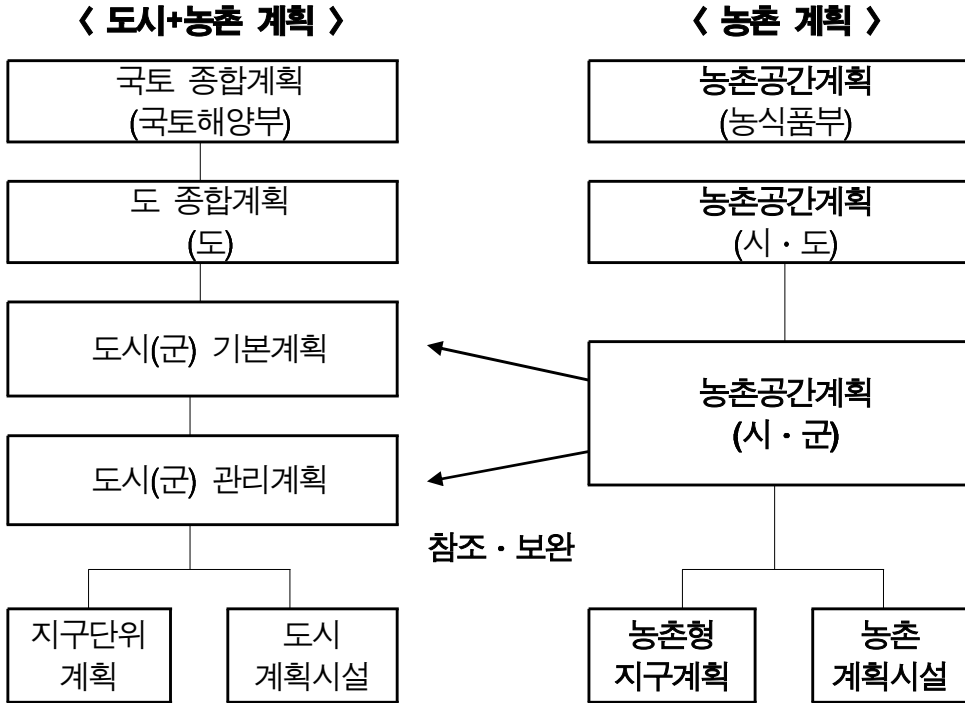 〈 도시+농촌 계획 〉
국토 종합계획
(국토해양부)
도 종합계획
(도)
도시(군) 기본계획
도시(군) 관리계획
지구단위
계획
도시
계획시설
〈 농촌 계획 〉
농촌공간계획
(농식품부)
농촌공간계획
(시・도)
농촌공간계획
(시・군)
참조・보완
농촌형
지구계획
농촌
계획시설